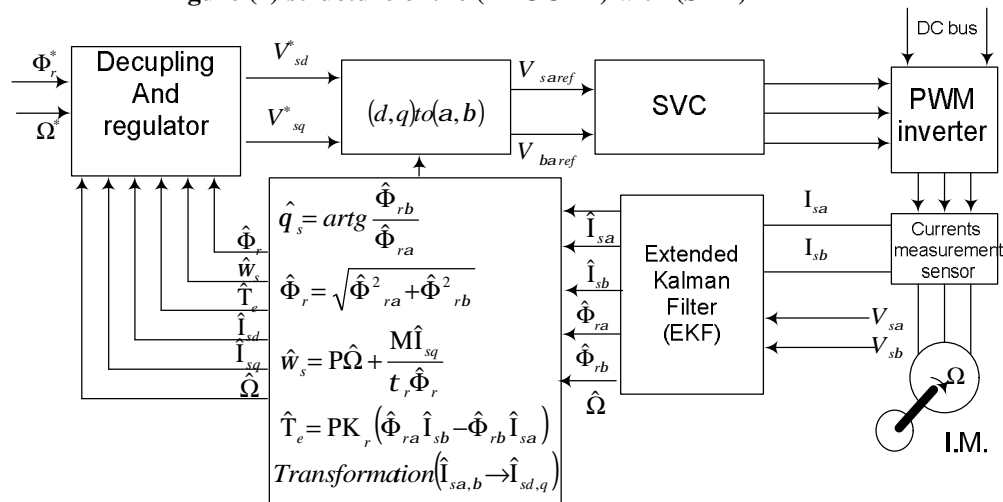 Φ*r
Ω*
Decupling
And
regulator
V*sd
V*sq
(d,q)to(a,b)
V saref
V baref
SVC
DC bus
PWM
inverter
Isa
Isb
Currents
measurement
sensor
Extended
Kalman
Filter
(EKF)
Vsa
Vsb
Ω
I.M.
Îsa
Îsb
Φ̂ra
Φ̂rb
Ω̂
q̂s = artg Φ̂rb / Φ̂ra
Φ̂r = √(Φ̂²ra + Φ̂²rb)
ŵs = PΩ̂ + MÎsq / tr Φ̂r
T̂e = PKr(Φ̂ra Îsb − Φ̂rb Îsa)
Transformation(Îsa,b → Îsd,q)
Φ̂r
ŵs
T̂e
Îsd
Îsq
Ω̂